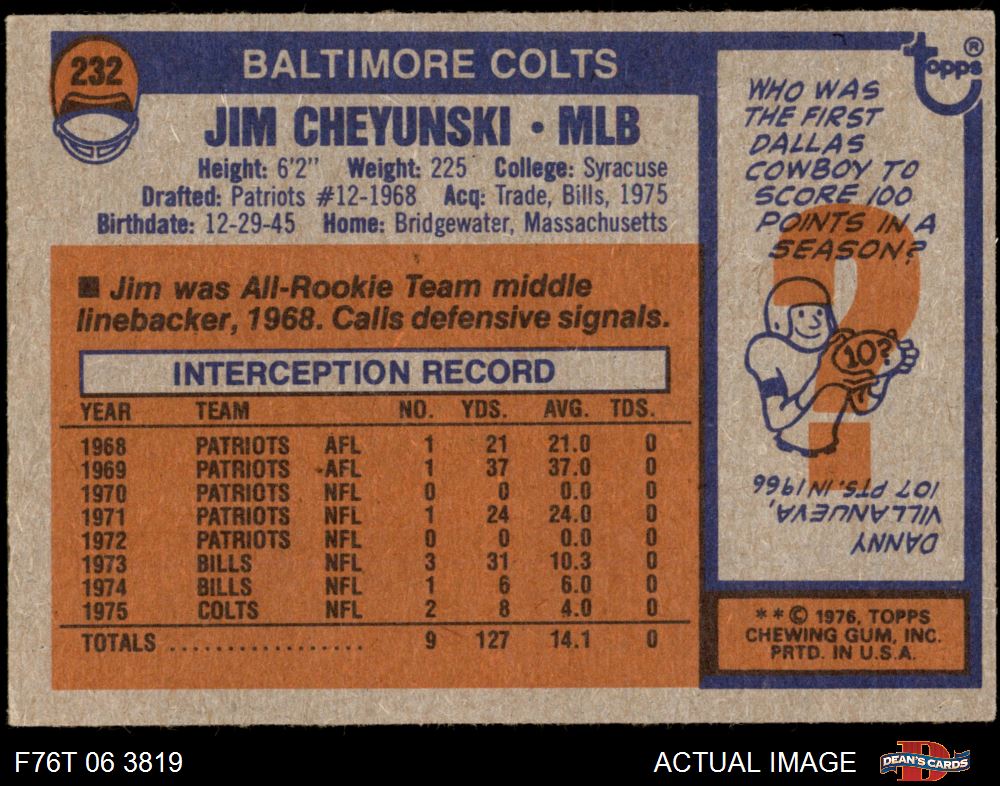 232
BALTIMORE COLTS
JIM CHEYUNSKI • MLB
Height: 6'2" Weight: 225 College: Syracuse
Drafted: Patriots #12-1968 Acq: Trade, Bills, 1975
Birthdate: 12-29-45 Home: Bridgewater, Massachusetts
■ Jim was All-Rookie Team middle
linebacker, 1968. Calls defensive signals.
INTERCEPTION RECORD
YEAR TEAM NO. YDS. AVG. TDS.
1968 PATRIOTS AFL 1 21 21.0 0
1969 PATRIOTS AFL 1 37 37.0 0
1970 PATRIOTS NFL 0 0 0.0 0
1971 PATRIOTS NFL 1 24 24.0 0
1972 PATRIOTS NFL 0 0 0.0 0
1973 BILLS NFL 3 31 10.3 0
1974 BILLS NFL 1 6 6.0 0
1975 COLTS NFL 2 8 4.0 0
TOTALS .................. 9 127 14.1 0
topps ®
WHO WAS
THE FIRST
DALLAS
COWBOY TO
SCORE 100
POINTS IN A
SEASON?
?
10?
DANNY
VILLANUEVA,
107 PTS. IN 1966
* * © 1976, TOPPS
CHEWING GUM, INC.
PRTD. IN U.S.A.
F76T 06 3819
ACTUAL IMAGE
D
DEAN'S CARDS